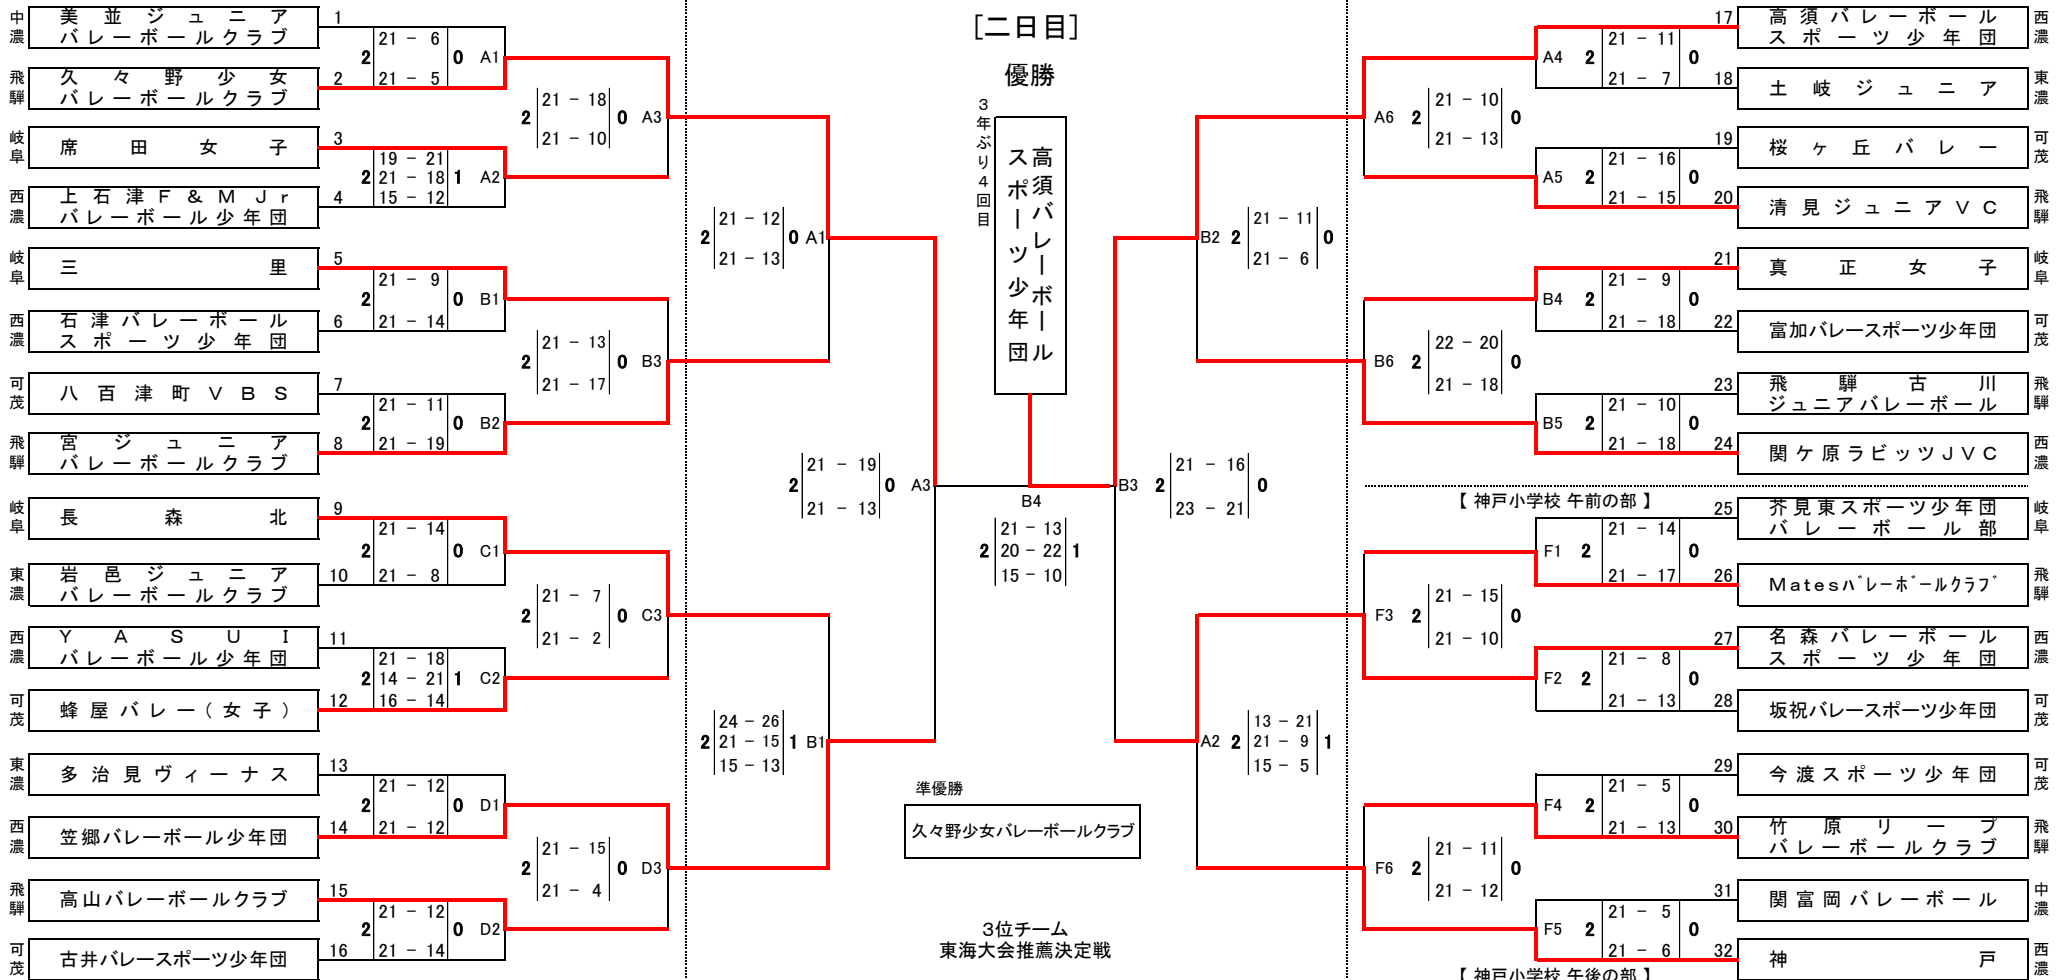 中濃
美並ジュニア
バレーボールクラブ
1
21 - 6
2 0 A1
21 - 5
飛騨
久々野少女
バレーボールクラブ
2
21 - 18
2 0 A3
21 - 10
岐阜
席田女子
3
19 - 21
2 21 - 18 1 A2
15 - 12
西濃
上石津F&MJr
バレーボール少年団
4
21 - 12
2 0 A1
21 - 13
岐阜
三里
5
21 - 9
2 0 B1
21 - 14
西濃
石津バレーボール
スポーツ少年団
6
21 - 13
2 0 B3
21 - 17
可茂
八百津町VBS
7
21 - 11
2 0 B2
21 - 19
飛騨
宮ジュニア
バレーボールクラブ
8
21 - 19
2 0 A3
21 - 13
岐阜
長森北
9
21 - 14
2 0 C1
21 - 8
東濃
岩邑ジュニア
バレーボールクラブ
10
21 - 7
2 0 C3
21 - 2
西濃
YASUI
バレーボール少年団
11
21 - 18
2 14 - 21 1 C2
16 - 14
可茂
蜂屋バレー(女子)
12
24 - 26
2 21 - 15 1 B1
15 - 13
東濃
多治見ヴィーナス
13
21 - 12
2 0 D1
21 - 12
西濃
笠郷バレーボール少年団
14
21 - 15
2 0 D3
21 - 4
飛騨
高山バレーボールクラブ
15
21 - 12
2 0 D2
21 - 14
可茂
古井バレースポーツ少年団
16
[二日目]
優勝
3年ぶり4回目
高須バレーボール
スポーツ少年団
B4
21 - 13
2 20 - 22 1
15 - 10
準優勝
久々野少女バレーボールクラブ
3位チーム
東海大会推薦決定戦
17
高須バレーボール
スポーツ少年団
西濃
21 - 11
A4 2 0
21 - 7
18
土岐ジュニア
東濃
21 - 10
A6 2 0
21 - 13
19
桜ヶ丘バレー
可茂
21 - 16
A5 2 0
21 - 15
20
清見ジュニアVC
飛騨
21 - 11
B2 2 0
21 - 6
21
真正女子
岐阜
21 - 9
B4 2 0
21 - 18
22
富加バレースポーツ少年団
可茂
22 - 20
B6 2 0
21 - 18
23
飛騨古川
ジュニアバレーボール
飛騨
21 - 10
B5 2 0
21 - 18
24
関ケ原ラビッツJVC
西濃
21 - 16
B3 2 0
23 - 21
【 神戸小学校 午前の部 】
25
芥見東スポーツ少年団
バレーボール部
岐阜
21 - 14
F1 2 0
21 - 17
26
Matesバレーボールクラブ
飛騨
21 - 15
F3 2 0
21 - 10
27
名森バレーボール
スポーツ少年団
西濃
21 - 8
F2 2 0
21 - 13
28
坂祝バレースポーツ少年団
可茂
13 - 21
A2 2 21 - 9 1
15 - 5
29
今渡スポーツ少年団
可茂
21 - 5
F4 2 0
21 - 13
30
竹原リープ
バレーボールクラブ
飛騨
21 - 11
F6 2 0
21 - 12
31
関富岡バレーボール
中濃
21 - 5
F5 2 0
21 - 6
32
神戸
西濃
【 神戸小学校 午後の部 】